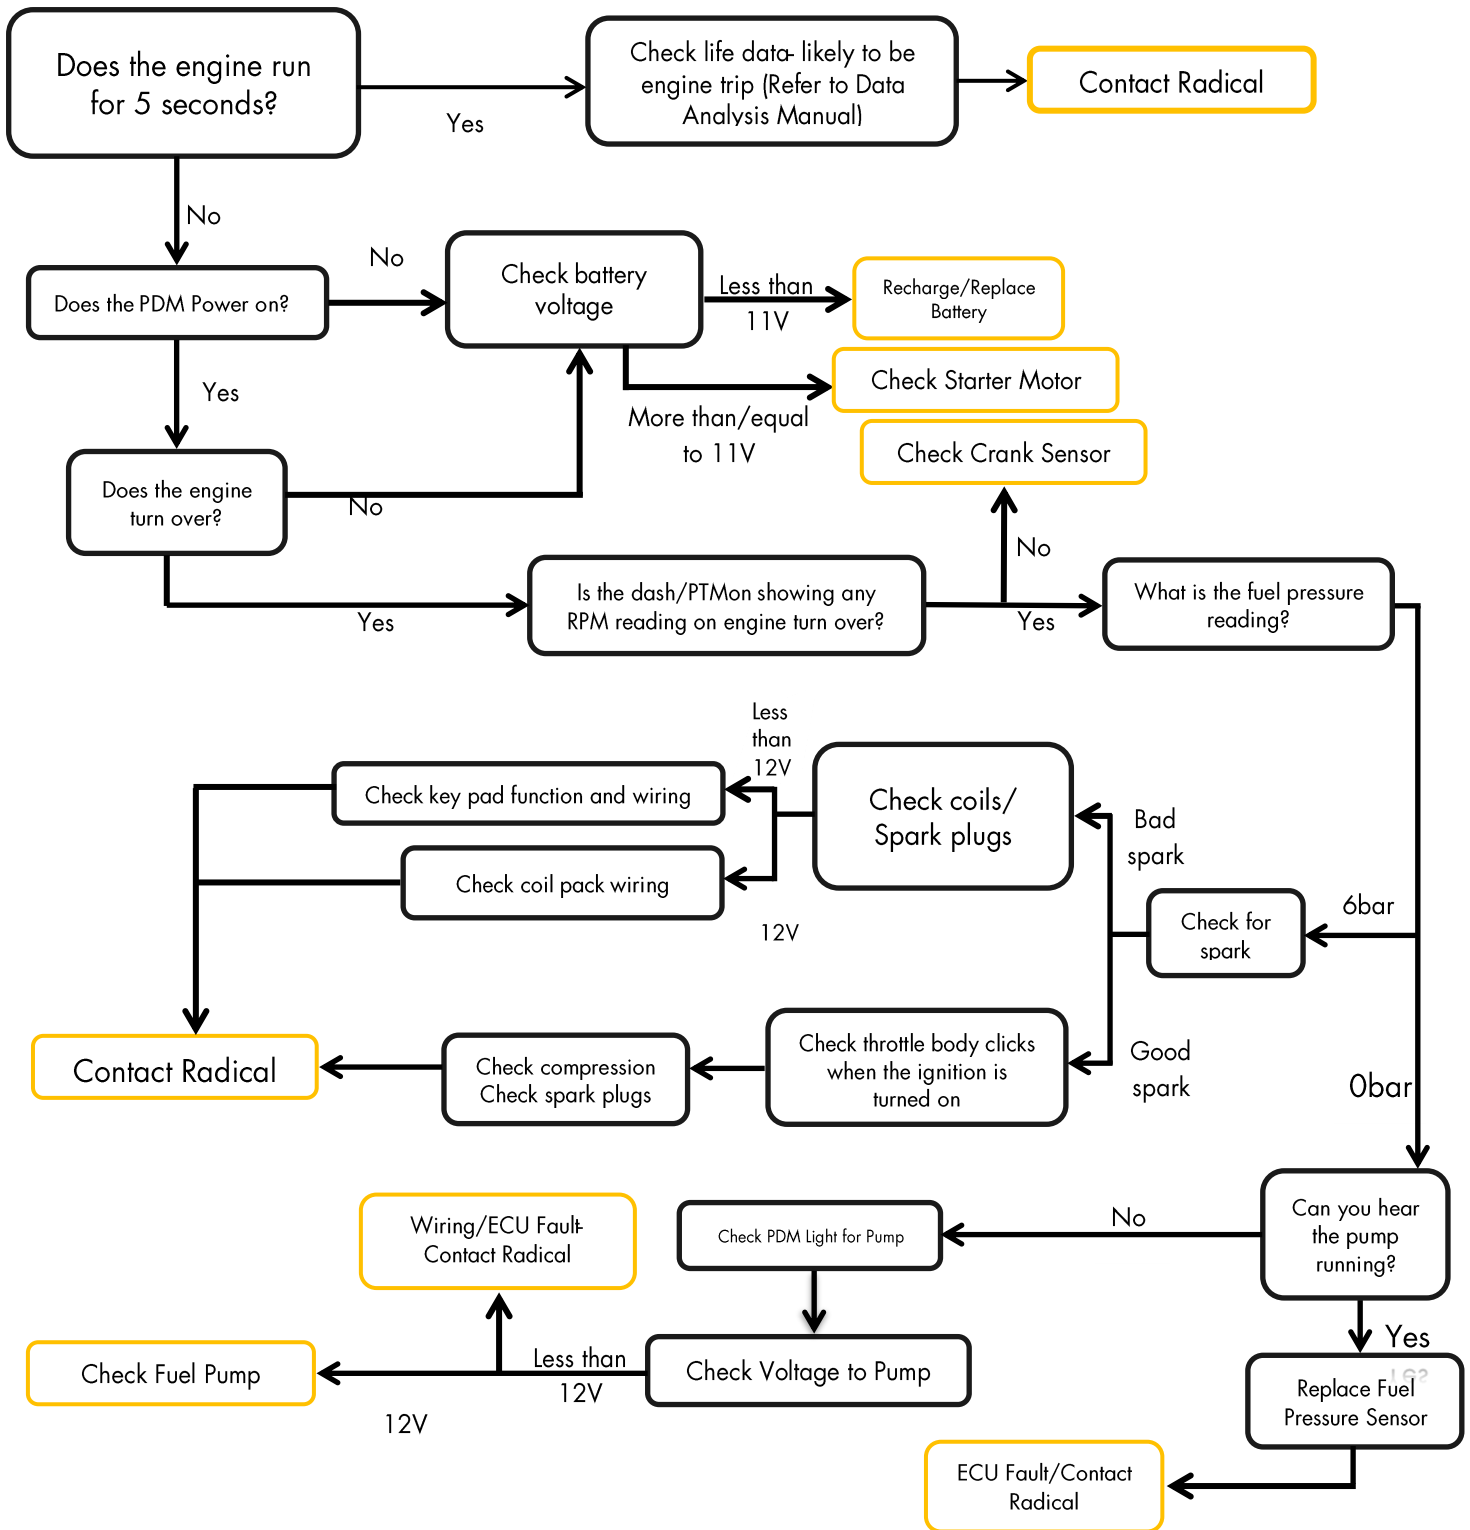 Does the engine run
for 5 seconds?
Yes
Check life data- likely to be
engine trip (Refer to Data
Analysis Manual)
Contact Radical
No
Does the PDM Power on?
No
Check battery
voltage
Less than
11V
Recharge/Replace
Battery
Yes
More than/equal
to 11V
Check Starter Motor
Check Crank Sensor
Does the engine
turn over?
No
Yes
Is the dash/PTMon showing any
RPM reading on engine turn over?
No
Yes
What is the fuel pressure
reading?
Less
than
12V
Check key pad function and wiring
Check coils/
Spark plugs
Bad
spark
Check coil pack wiring
12V
Check for
spark
6bar
Contact Radical
Check compression
Check spark plugs
Check throttle body clicks
when the ignition is
turned on
Good
spark
0bar
Wiring/ECU Fault-
Contact Radical
Check PDM Light for Pump
No
Can you hear
the pump
running?
Yes
Check Fuel Pump
12V
Less than
12V
Check Voltage to Pump
Replace Fuel
Pressure Sensor
ECU Fault/Contact
Radical